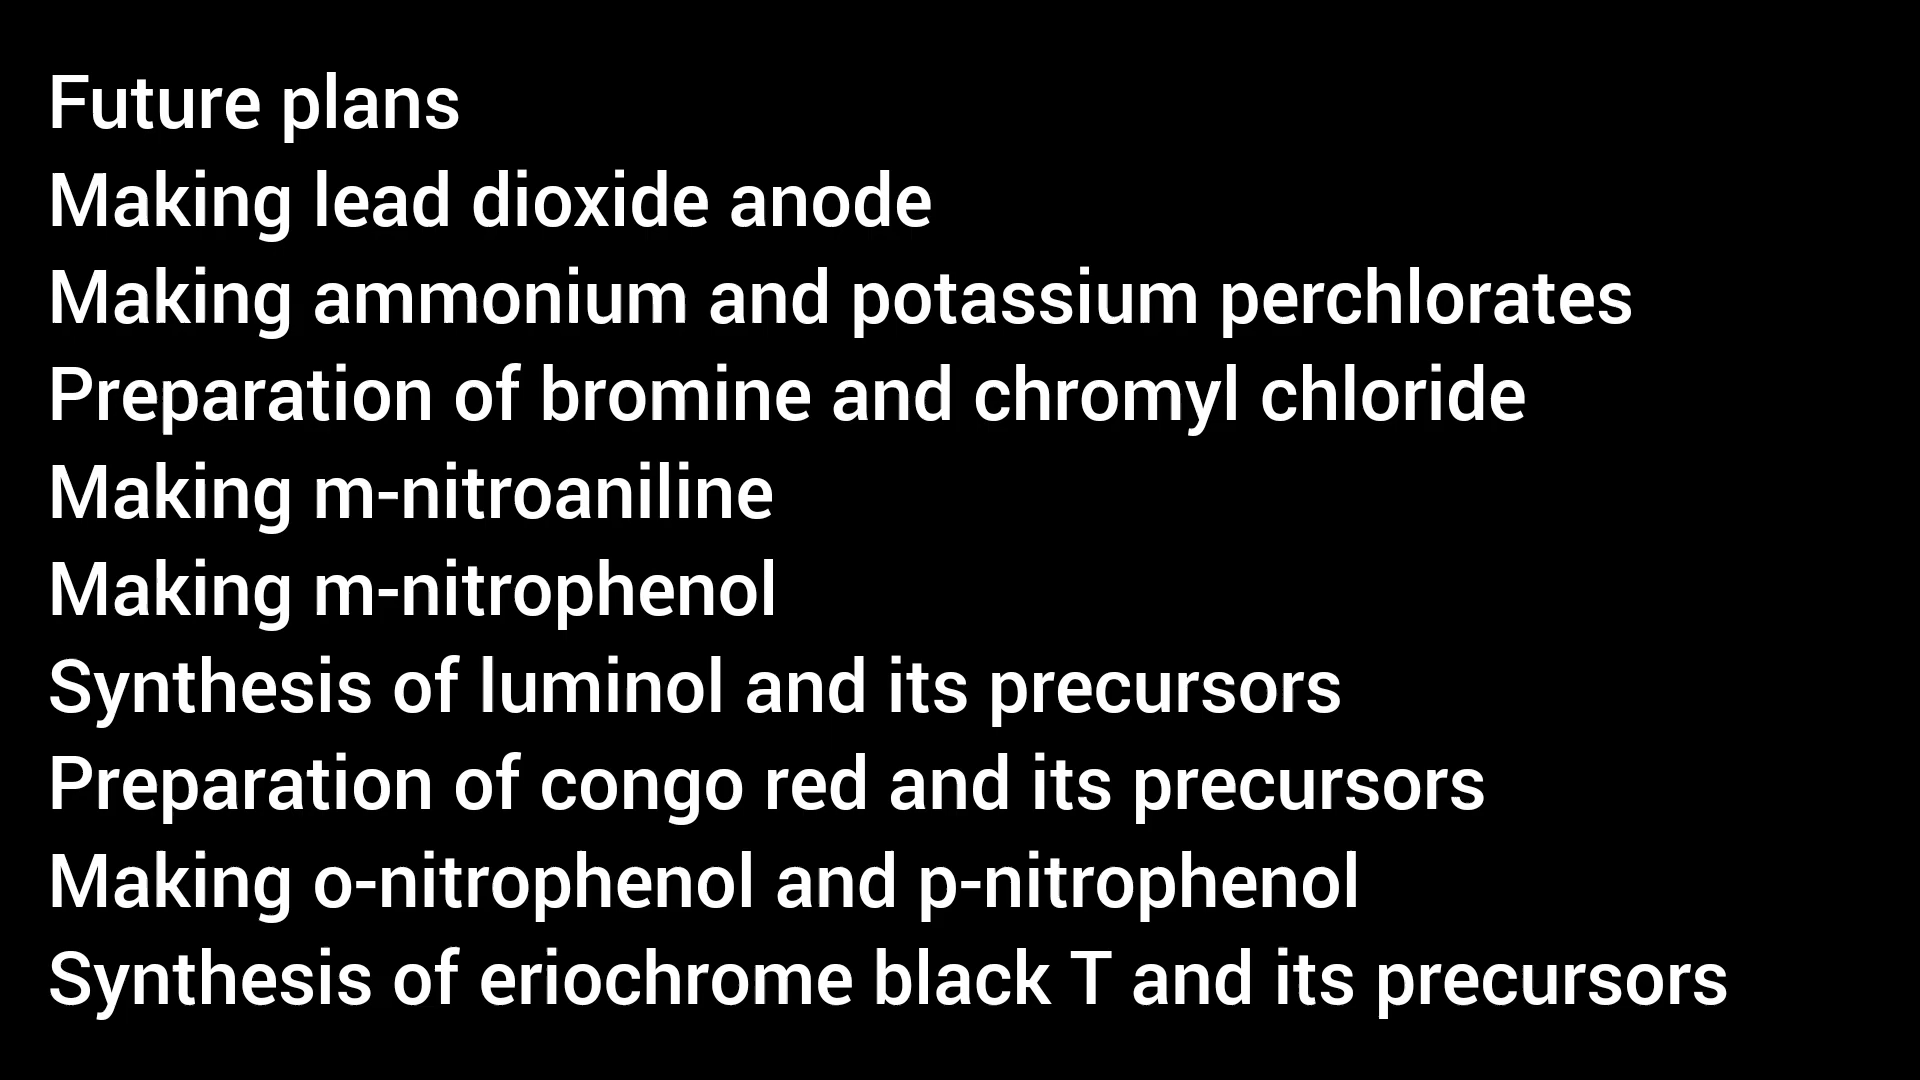 Future plans
Making lead dioxide anode
Making ammonium and potassium perchlorates
Preparation of bromine and chromyl chloride
Making m-nitroaniline
Making m-nitrophenol
Synthesis of luminol and its precursors
Preparation of congo red and its precursors
Making o-nitrophenol and p-nitrophenol
Synthesis of eriochrome black T and its precursors